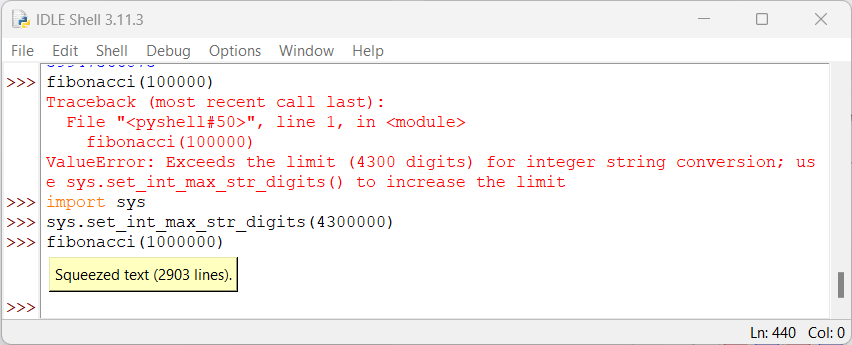 IDLE Shell 3.11.3
File Edit Shell Debug Options Window Help
>>> fibonacci(100000)
Traceback (most recent call last):
  File "<pyshell#50>", line 1, in <module>
    fibonacci(100000)
ValueError: Exceeds the limit (4300 digits) for integer string conversion; us
e sys.set_int_max_str_digits() to increase the limit
>>> import sys
>>> sys.set_int_max_str_digits(4300000)
>>> fibonacci(1000000)
Squeezed text (2903 lines).
>>>
Ln: 440 Col: 0